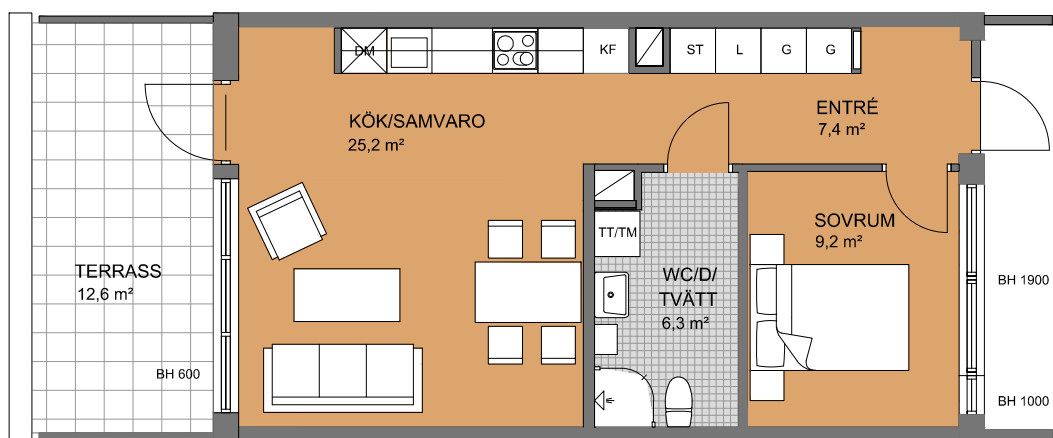 DM
KF
ST
L
G
G
KÖK/SAMVARO
25,2 m²
ENTRÉ
7,4 m²
TT/TM
SOVRUM
9,2 m²
TERRASS
12,6 m²
WC/D/
TVÄTT
6,3 m²
BH 1900
BH 600
BH 1000